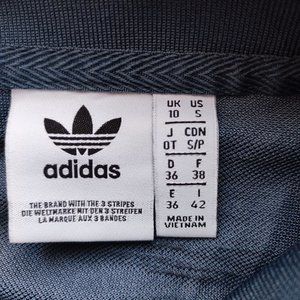 adidas
THE BRAND WITH THE 3 STRIPES
DIE WELTMARKE MIT DEN 3 STREIFEN
LA MARQUE AUX 3 BANDES
UK US
10 S
J CDN
OT S/P
D F
36 38
E I
36 42
MADE IN
VIETNAM